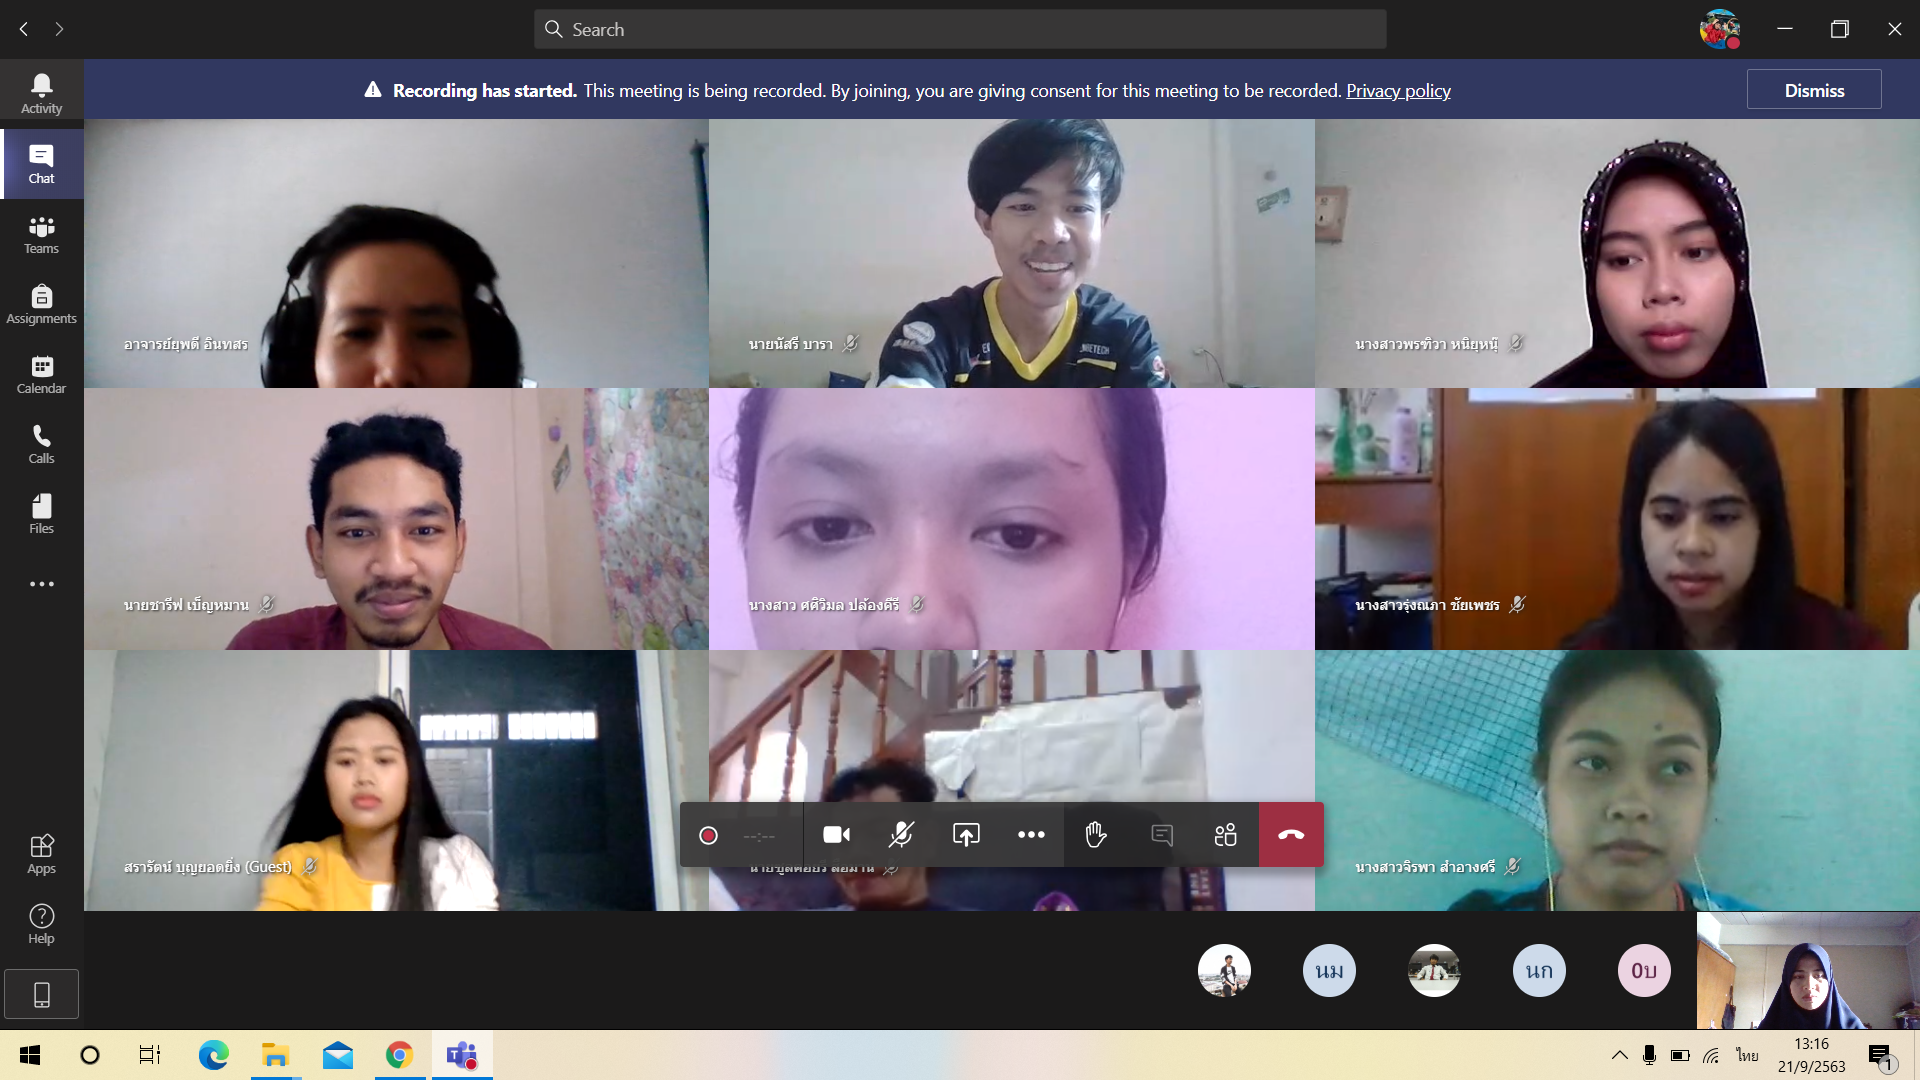 Search
Recording has started. This meeting is being recorded. By joining, you are giving consent for this meeting to be recorded. Privacy policy
Dismiss
Activity
Chat
Teams
Assignments
Calendar
Calls
Files
Apps
Help
อาจารย์ยุพดี อินทสร
นายนัสรี บารา
นางสาวพรฑิวา หนิยุหนุ๊
นายซารีฟ เบ็ญหมาน
นางสาว ศศิวิมล ปล้องคีรี
นางสาวรุ่งณภา ชัยเพชร
สรารัตน์ บุญยอดยิ่ง (Guest)
--:--
นางสาวจิรพา สำอางศรี
นม
นก
0บ
ไทย
13:16
21/9/2563
1